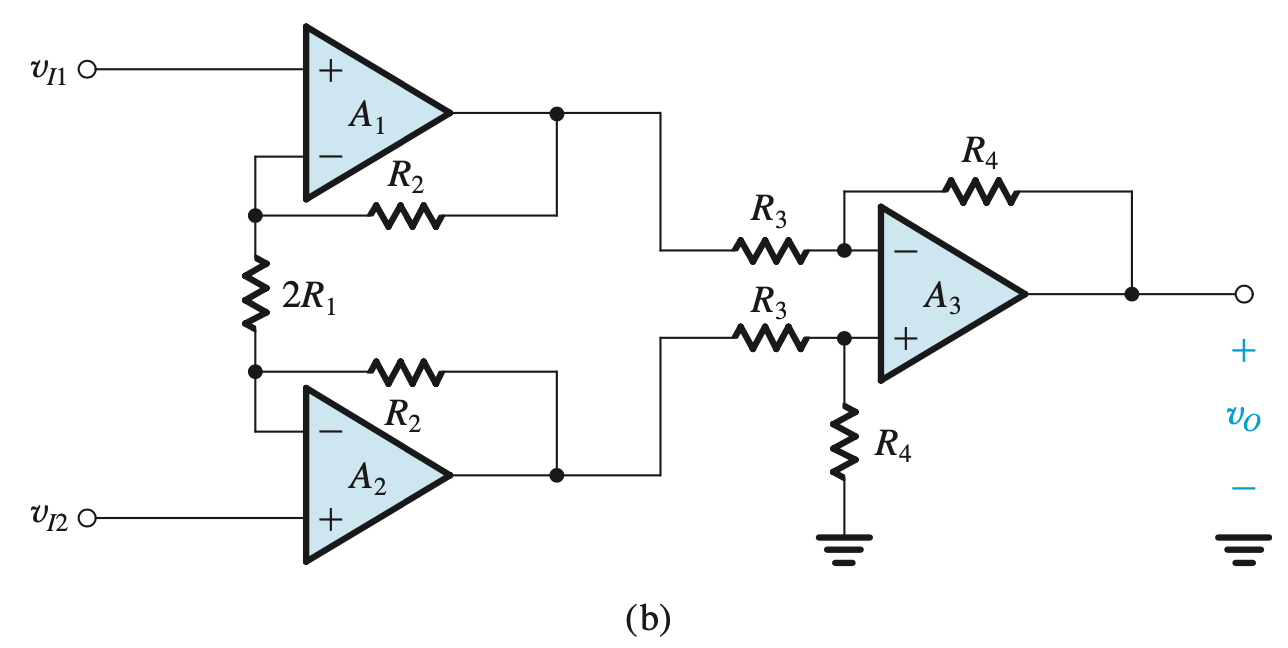 v_I1
+
A_1
−
R_2
R_4
R_3
−
2R_1
R_3
A_3
+
R_2
+
−
A_2
R_4
v_O
v_I2
+
−
(b)